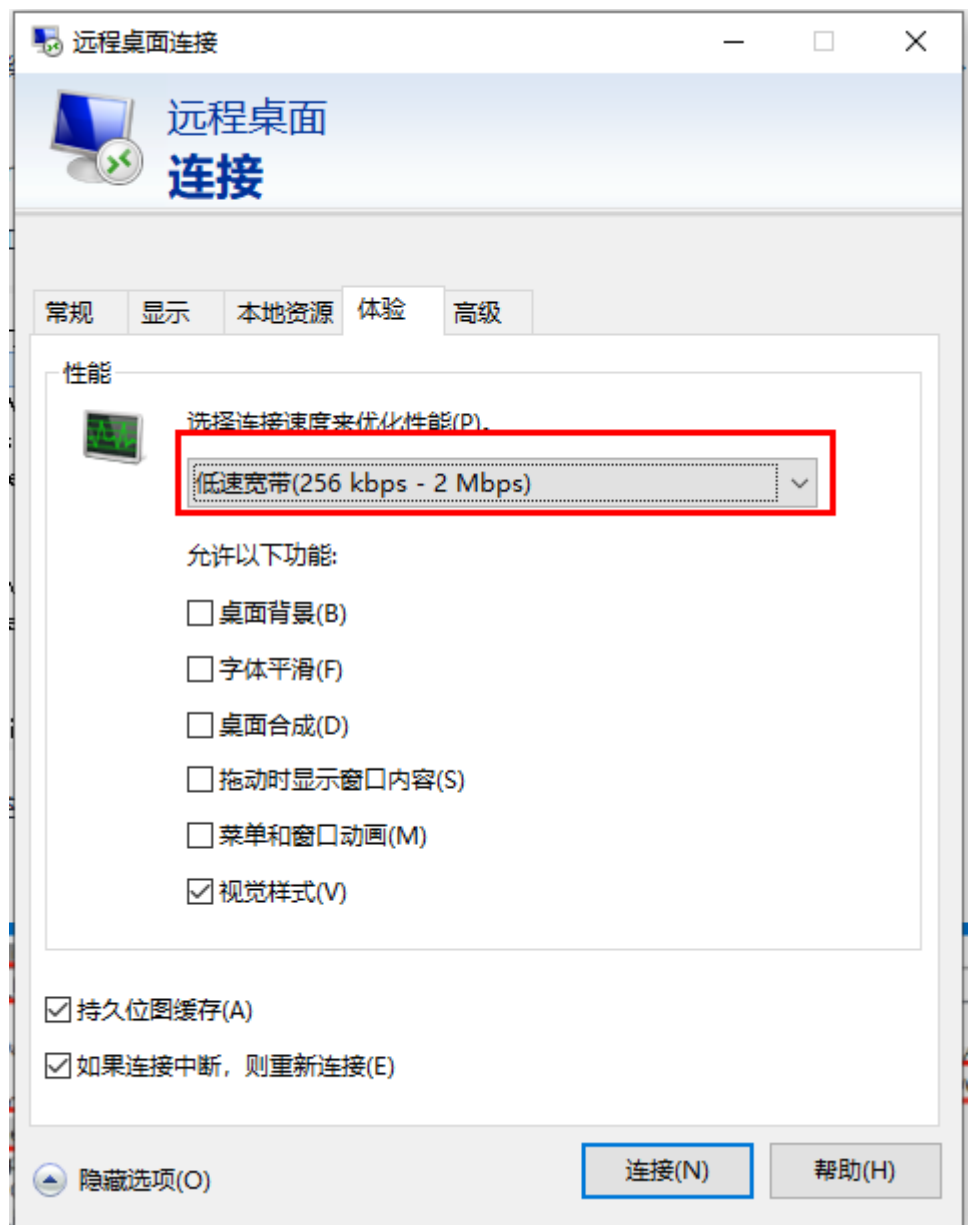 远程桌面连接
远程桌面
连接
常规
显示
本地资源
体验
高级
性能
选择连接速度来优化性能(P)。
低速宽带(256 kbps - 2 Mbps)
允许以下功能:
桌面背景(B)
字体平滑(F)
桌面合成(D)
拖动时显示窗口内容(S)
菜单和窗口动画(M)
视觉样式(V)
持久位图缓存(A)
如果连接中断，则重新连接(E)
隐藏选项(O)
连接(N)
帮助(H)